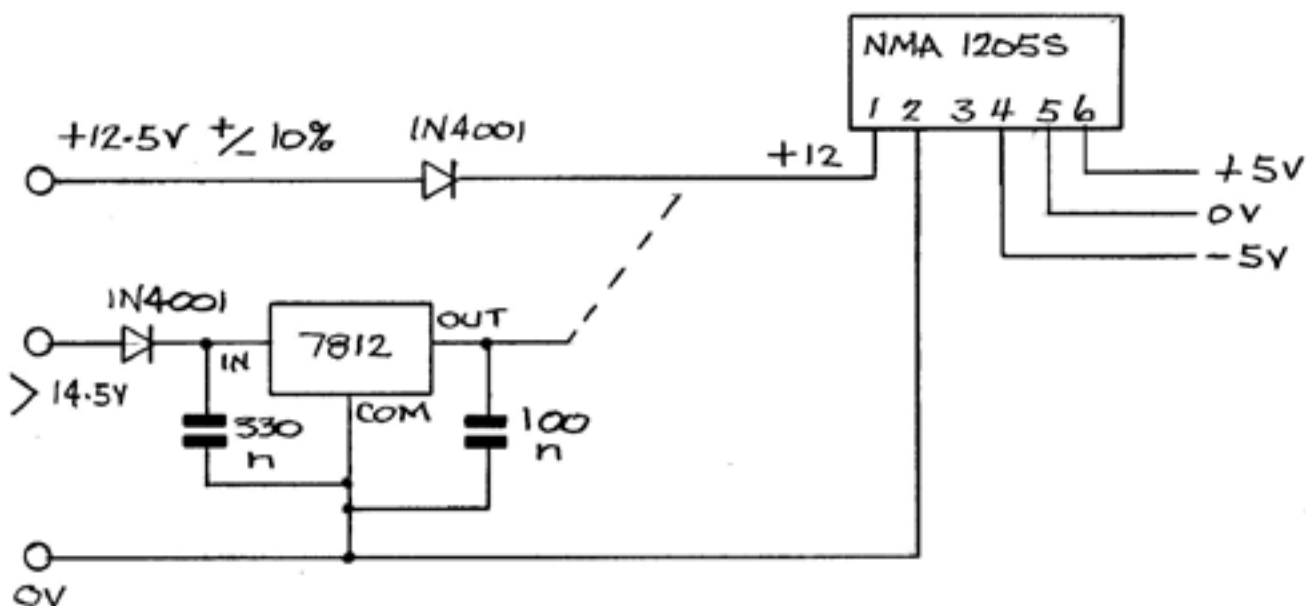 NMA 1205S
1 2 3 4 5 6
+12.5V +/- 10%
1N4001
+12
+5V
0V
-5V
1N4001
IN
7812
OUT
> 14.5V
COM
330
n
100
n
0V